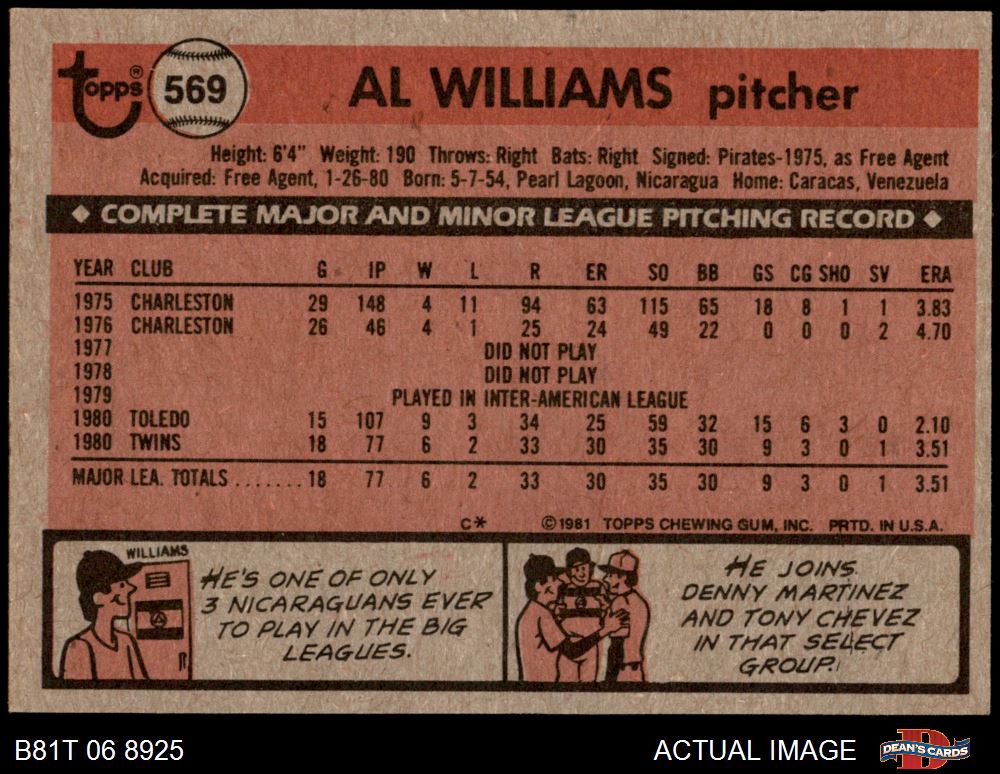 Topps® 569 AL WILLIAMS pitcher
Height: 6'4" Weight: 190 Throws: Right Bats: Right Signed: Pirates-1975, as Free Agent
Acquired: Free Agent, 1-26-80 Born: 5-7-54, Pearl Lagoon, Nicaragua Home: Caracas, Venezuela
◆ COMPLETE MAJOR AND MINOR LEAGUE PITCHING RECORD ◆
YEAR CLUB G IP W L R ER SO BB GS CG SHO SV ERA
1975 CHARLESTON 29 148 4 11 94 63 115 65 18 8 1 1 3.83
1976 CHARLESTON 26 46 4 1 25 24 49 22 0 0 0 2 4.70
1977 DID NOT PLAY
1978 DID NOT PLAY
1979 PLAYED IN INTER-AMERICAN LEAGUE
1980 TOLEDO 15 107 9 3 34 25 59 32 15 6 3 0 2.10
1980 TWINS 18 77 6 2 33 30 35 30 9 3 0 1 3.51
MAJOR LEA. TOTALS ....... 18 77 6 2 33 30 35 30 9 3 0 1 3.51
C* ©1981 TOPPS CHEWING GUM, INC. PRTD. IN U.S.A.
WILLIAMS
HE'S ONE OF ONLY
3 NICARAGUANS EVER
TO PLAY IN THE BIG
LEAGUES.
HE JOINS
DENNY MARTINEZ
AND TONY CHEVEZ
IN THAT SELECT
GROUP.
B81T 06 8925 ACTUAL IMAGE DEAN'S CARDS